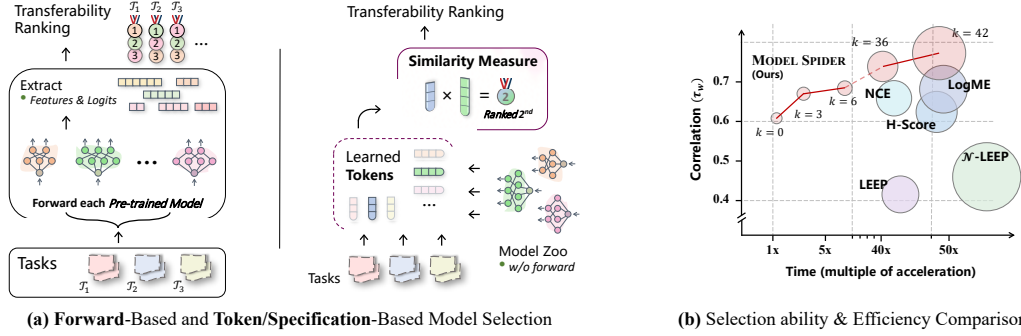 Transferability
Ranking
𝒯1 𝒯2 𝒯3
1 1 1
2 2 2
3 3 3
...
Extract
Features & Logits
...
Forward each Pre-trained Model
Tasks
𝒯1 𝒯2 𝒯3
Transferability Ranking
Similarity Measure
× = 2
Ranked 2nd
Learned
Tokens
...
Model Zoo
w/o forward
Tasks
𝒯1 𝒯2 𝒯3
(a) Forward-Based and Token/Specification-Based Model Selection
Correlation (τw)
0.7
0.6
0.5
0.4
MODEL SPIDER
(Ours)
k = 0
k = 3
k = 6
k = 36
k = 42
NCE
LogME
H-Score
𝒩-LEEP
LEEP
1x 5x 40x 50x
Time (multiple of acceleration)
(b) Selection ability & Efficiency Comparison